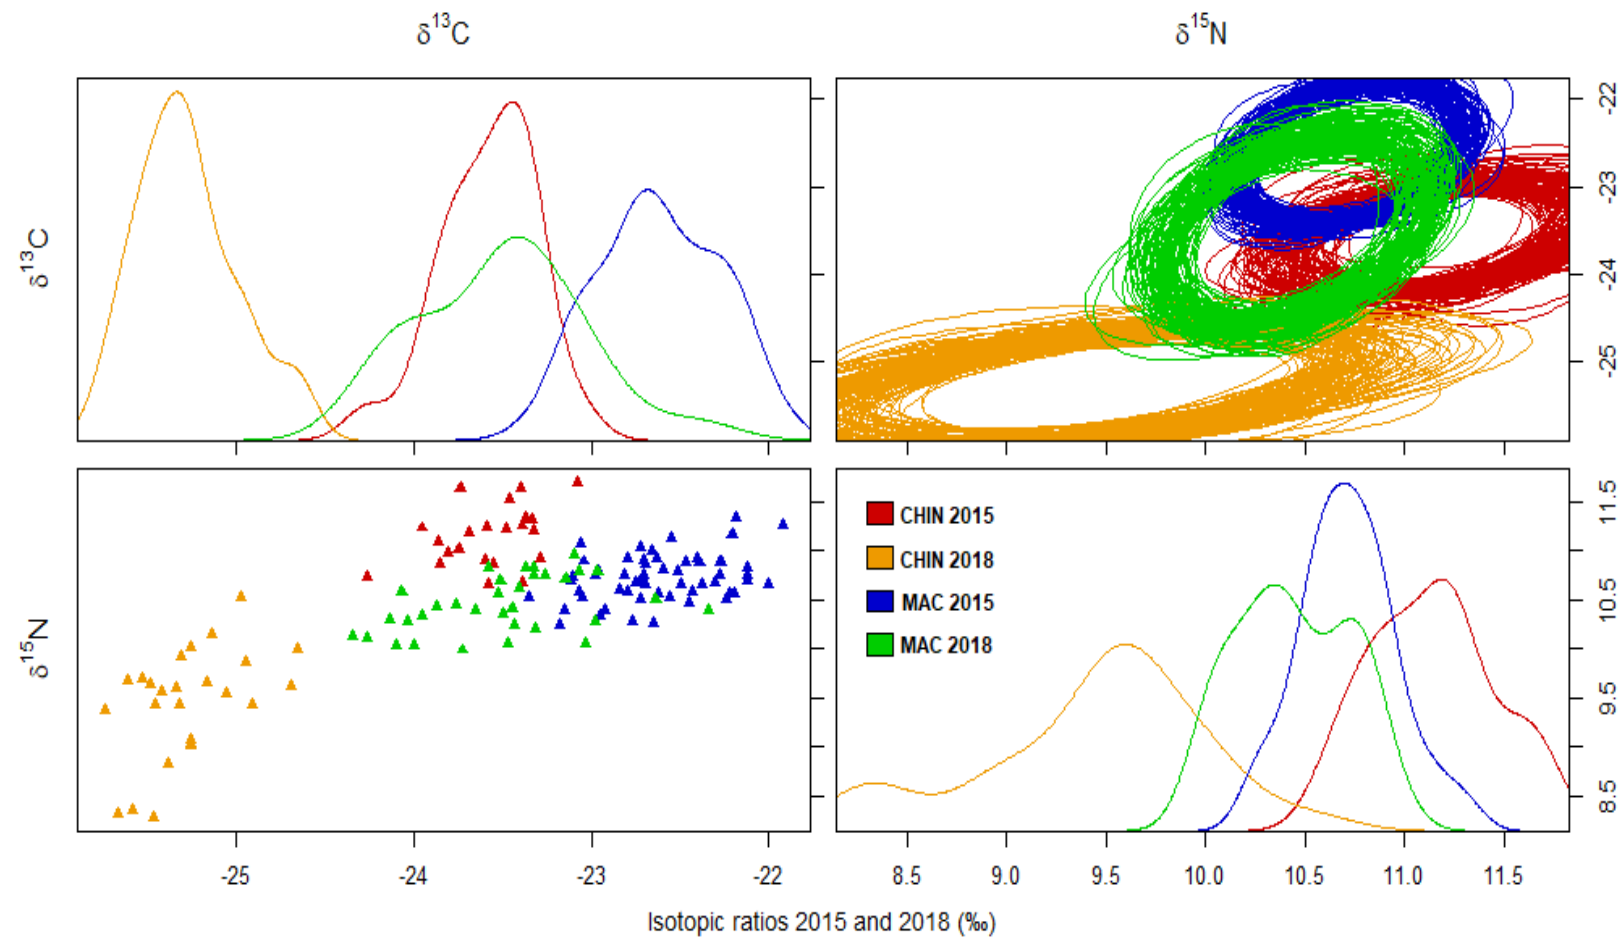 δ¹³C
δ¹⁵N
δ¹³C
-22
-23
-24
-25
δ¹⁵N
CHIN 2015
CHIN 2018
MAC 2015
MAC 2018
11.5
10.5
9.5
8.5
-25 -24 -23 -22
8.5 9.0 9.5 10.0 10.5 11.0 11.5
Isotopic ratios 2015 and 2018 (‰)